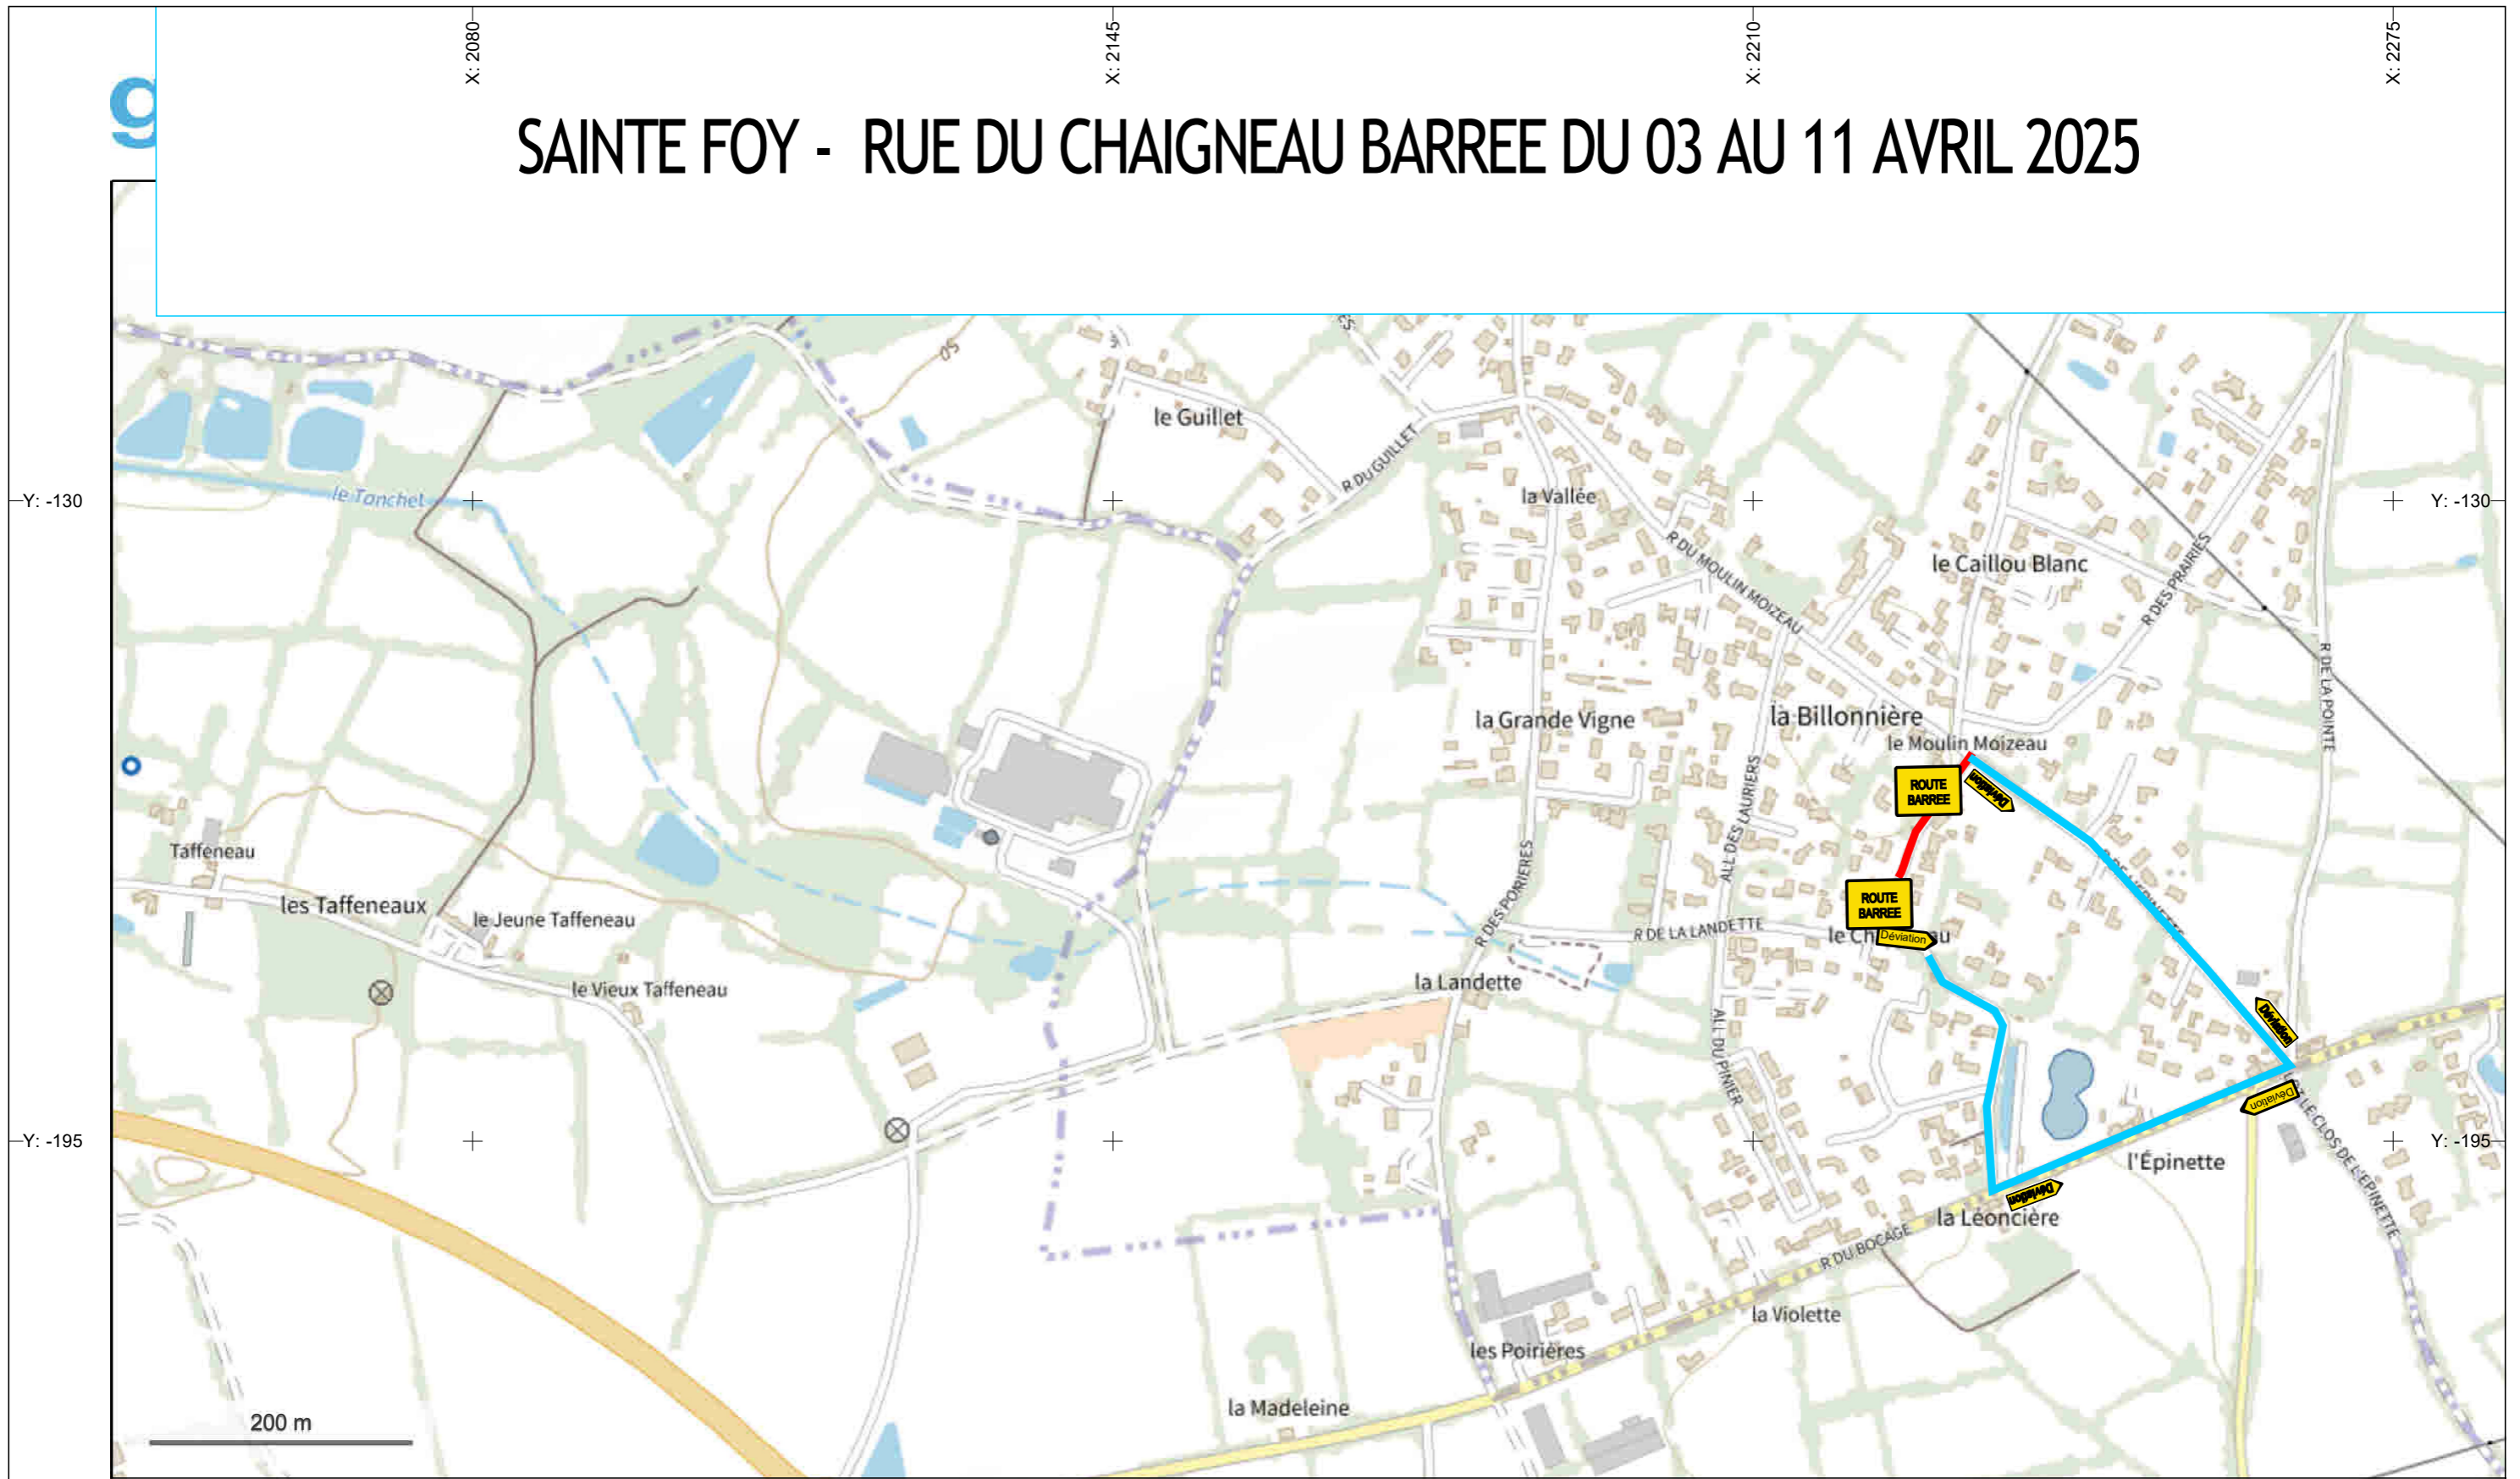 X: 2080
X: 2145
X: 2210
X: 2275
g
SAINTE FOY - RUE DU CHAIGNEAU BARREE DU 03 AU 11 AVRIL 2025
50
le Guillet
R DU GUILLET
la Vallée
le Tanchet
Y: -130
Y: -130
R DU MOULIN MOIZEAU
le Caillou Blanc
R DES PRAIRIES
R DE LA POINTE
la Grande Vigne
la Billonnière
le Moulin Moizeau
ROUTE
BARREE
Déviation
ALL DES LAURIERS
Taffeneau
R DES POIRIERES
les Taffeneaux
le Jeune Taffeneau
ROUTE
BARREE
R DE LA LANDETTE
Déviation
la Landette
le Vieux Taffeneau
Déviation
ALL DU PINIER
Déviation
Y: -195
Y: -195
LE CLOS DE L'EPINETTE
l'Épinette
Déviation
la Léoncière
R DU BOCAGE
la Violette
les Poirières
la Madeleine
200 m